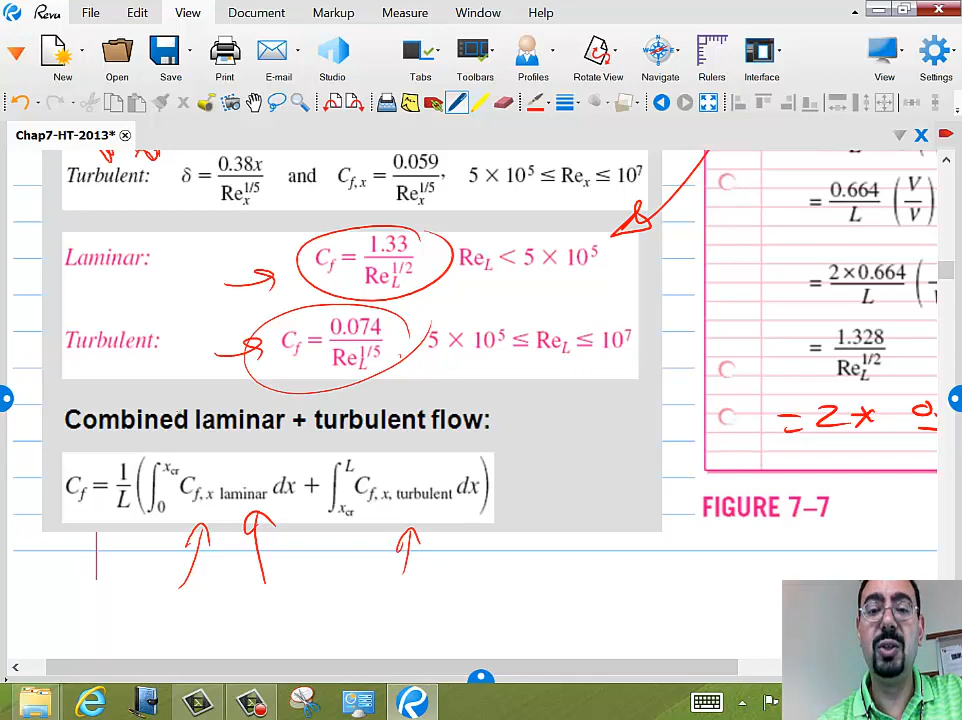 Revu File Edit View Document Markup Measure Window Help
New Open Save Print E-mail Studio Tabs Toolbars Profiles Rotate View Navigate Rulers Interface View Settings
Chap7-HT-2013*
Turbulent: δ = 0.38x / Re_x^1/5 and C_f, x = 0.059 / Re_x^1/5, 5 × 10^5 ≤ Re_x ≤ 10^7
Laminar: C_f = 1.33 / Re_L^1/2 Re_L < 5 × 10^5
Turbulent: C_f = 0.074 / Re_L^1/5 5 × 10^5 ≤ Re_L ≤ 10^7
Combined laminar + turbulent flow:
C_f = 1/L (∫_0^x_cr C_f, x laminar dx + ∫_x_cr^L C_f, x, turbulent dx)
= 0.664 / L (V / ν
= 2 × 0.664 / L (
= 1.328 / Re_L^1/2
= 2 x
FIGURE 7–7